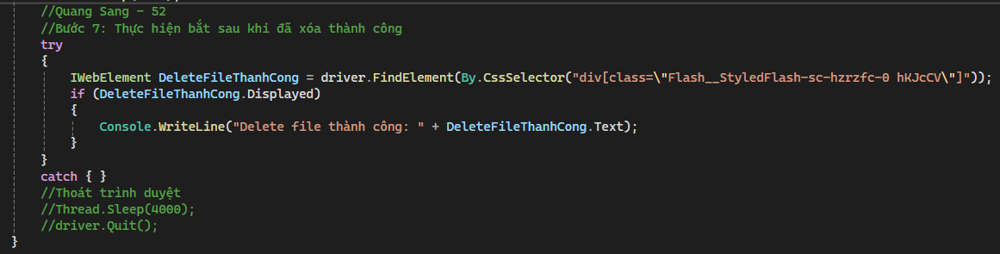 //Quang Sang - 52
//Bước 7: Thực hiện bắt sau khi đã xóa thành công
try
{
IWebElement DeleteFileThanhCong = driver.FindElement(By.CssSelector("div[class=\"Flash__StyledFlash-sc-hzrzfc-0 hKJcCV\"]"));
if (DeleteFileThanhCong.Displayed)
{
Console.WriteLine("Delete file thành công: " + DeleteFileThanhCong.Text);
}
}
catch { }
//Thoát trình duyệt
//Thread.Sleep(4000);
//driver.Quit();
}